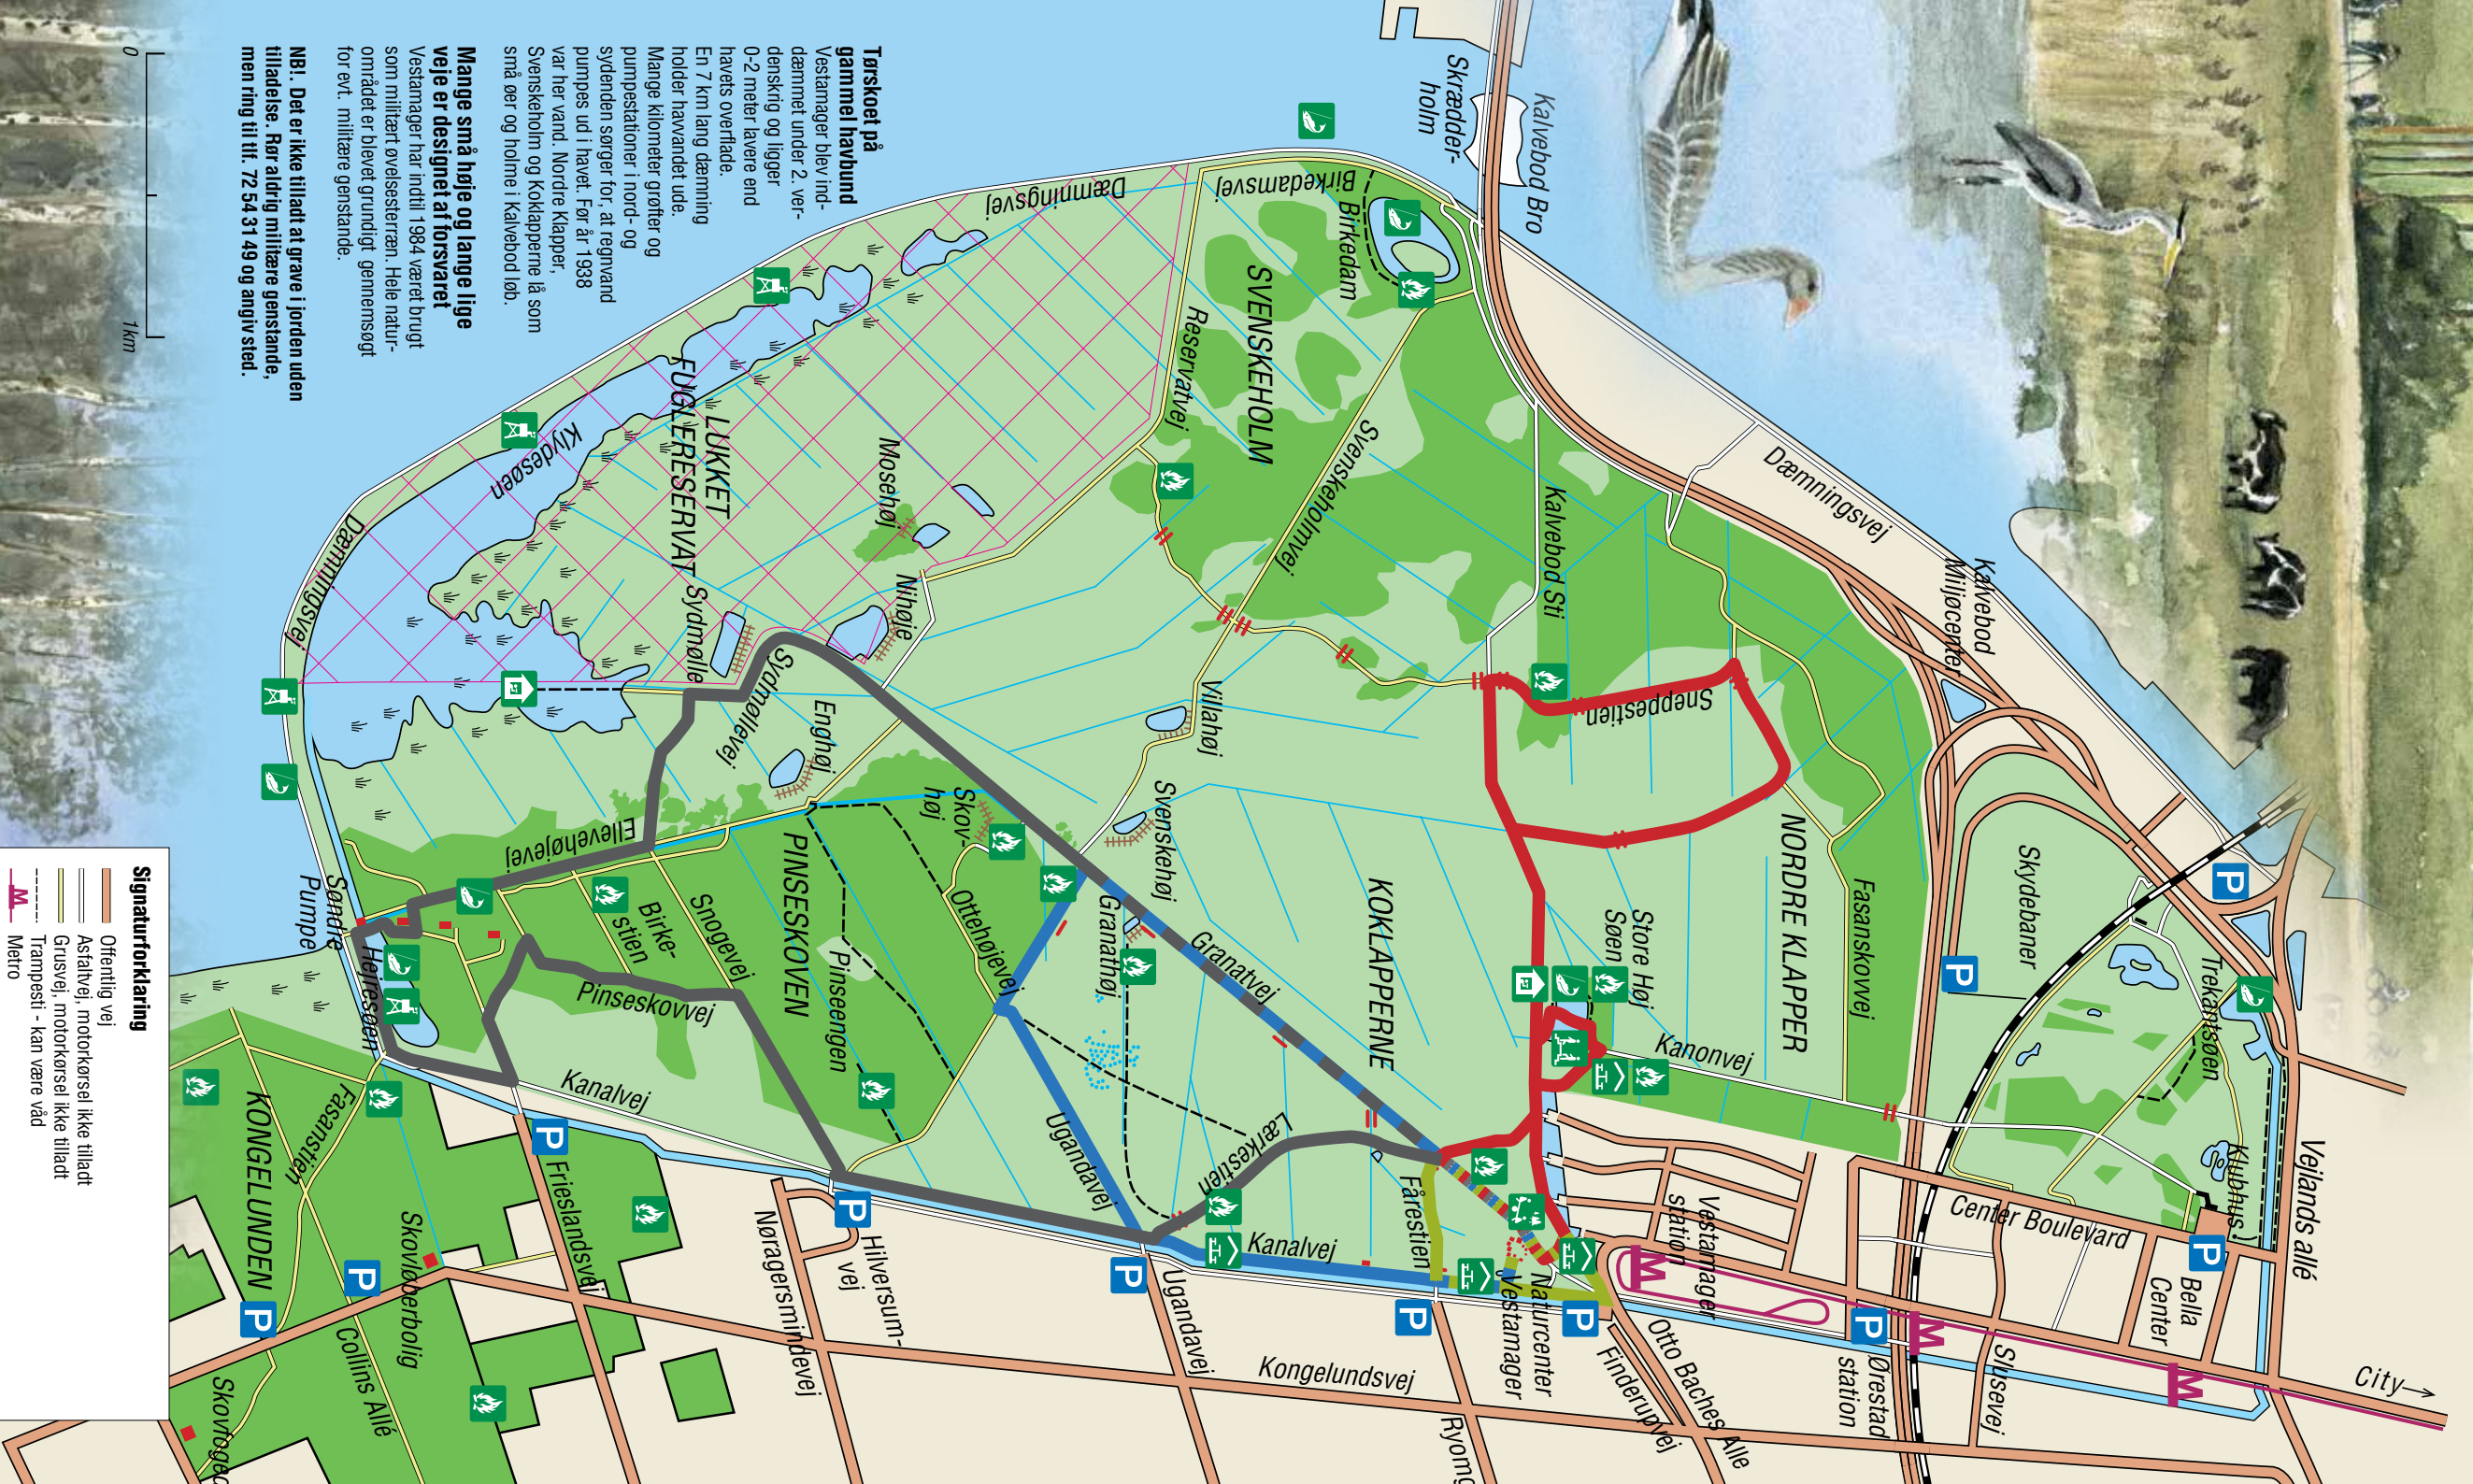 Tørskoet på
gammel havbund
Vestamager blev ind-
dæmmet under 2. ver-
denskrig og ligger
0-2 meter lavere end
havets overflade.
En 7 km lang dæmning
holder havvandet ude.
Mange kilometer grøfter og
pumpestationer i nord- og
sydenden sørger for, at regnvand
pumpes ud i havet. Før år 1938
var her vand. Nordre Klapper,
Svenskeholm og Koklapperne lå som
små øer og holme i Kalvebod løb.
Mange små høje og lange lige
veje er designet af forsvaret
Vestamager har indtil 1984 været brugt
som militært øvelsesterræn. Hele natur-
området er blevet grundigt gennemsøgt
for evt. militære genstande.
NB!. Det er ikke tilladt at grave i jorden uden
tilladelse. Rør aldrig militære genstande,
men ring til tlf. 72 54 31 49 og angiv sted.
0
1km
Signaturforklaring
Offentlig vej
Asfaltvej, motorkørsel ikke tilladt
Grusvej, motorkørsel ikke tilladt
Trampesti - kan være våd
M Metro
Kalvebod Bro
Skrædder-
holm
Birkedamsvej
Birkedam
Dæmningsvej
SVENSKEHOLM
Reservatvej
Svenskeholmvej
Kalvebod Sti
Dæmningsvej
Kalvebod
Miljøcenter
LUKKET
FUGLERESERVAT
Klydesøen
Mosehøj
Nihøje
Sydmølle
Sydmøllevej
Dæmningsvej
Enghøj
Villahøj
Sneppestien
Skov-
høj
Svenskehøj
NORDRE KLAPPER
Fasanskovvej
Skydebaner
Ellevehøjevej
PINSESKOVEN
Snogevej
Birke-
stien
Ottehøjevej
Granathøj
Granatvej
KOKLAPPERNE
Store Høj
Søen
Kanonvej
Trekantsøen
Søndre
Pumpe
Hejresøen
Pinseskovvej
Pinseengen
Kanalvej
Ugandavej
Lærkestien
Fårestien
Kanalvej
Klubhus
Vejlands allé
Center Boulevard
Vestamager
station
Bella
Center
Naturcenter
Vestamager
KONGELUNDEN
Fasanstien
Frieslandsvej
Skovløberbolig
Collins Allé
Nøragersmindevej
Hilversum-
vej
Ugandavej
Kongelundsvej
Finderupvej
Otto Baches Alle
Ørestad
station
Slusevej
City
P
P
P
P
P
P
P
P
P
P
P
P
M
M
M